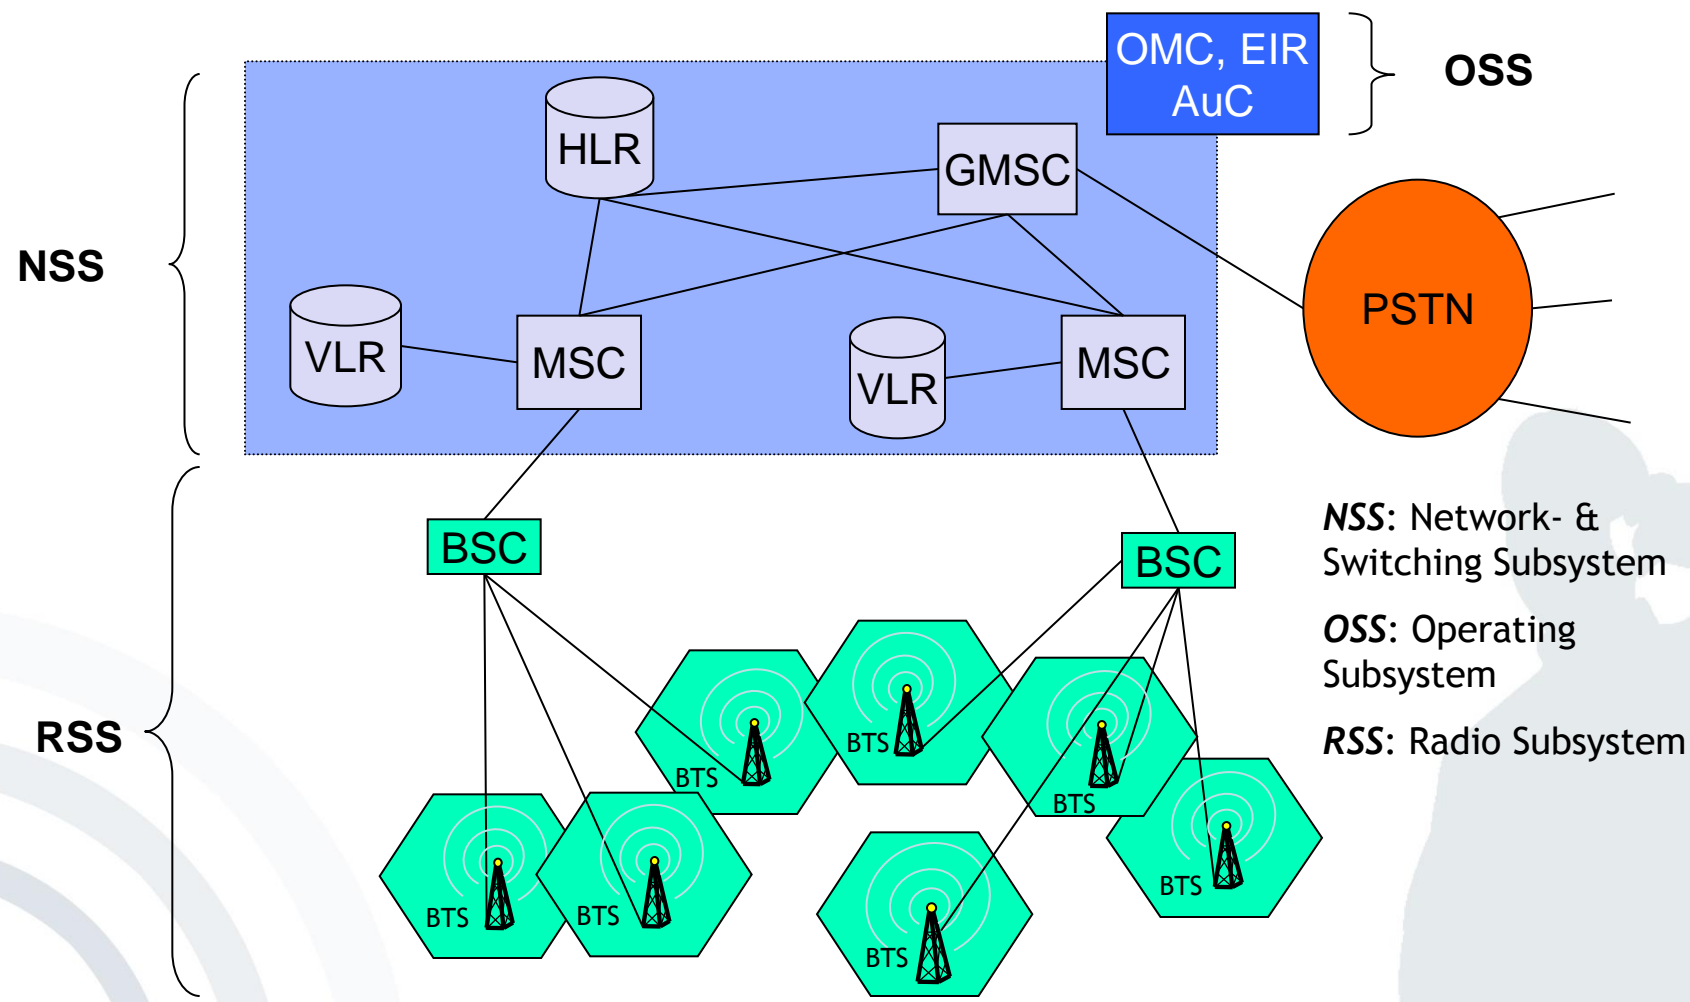 OMC, EIR
AuC
OSS
HLR
GMSC
NSS
PSTN
VLR
MSC
VLR
MSC
BSC
BSC
NSS: Network- &
Switching Subsystem
OSS: Operating
Subsystem
RSS: Radio Subsystem
RSS
BTS
BTS
BTS
BTS
BTS
BTS
BTS